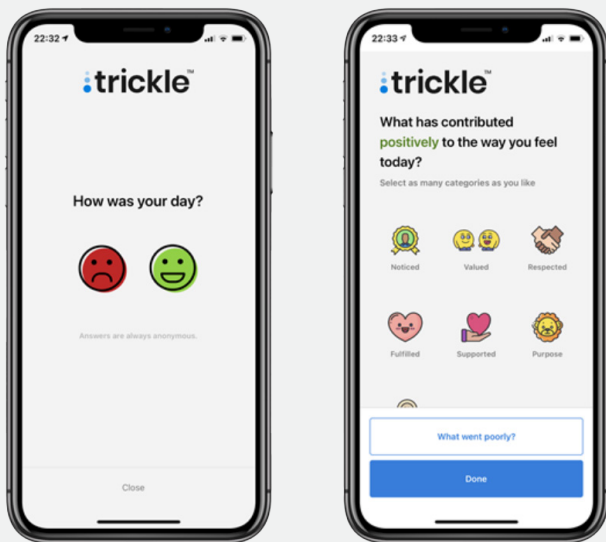 22:32
trickle™
How was your day?
Answers are always anonymous.
Close
22:33
trickle™
What has contributed
positively to the way you feel
today?
Select as many categories as you like
Noticed
Valued
Respected
Fulfilled
Supported
Purpose
What went poorly?
Done